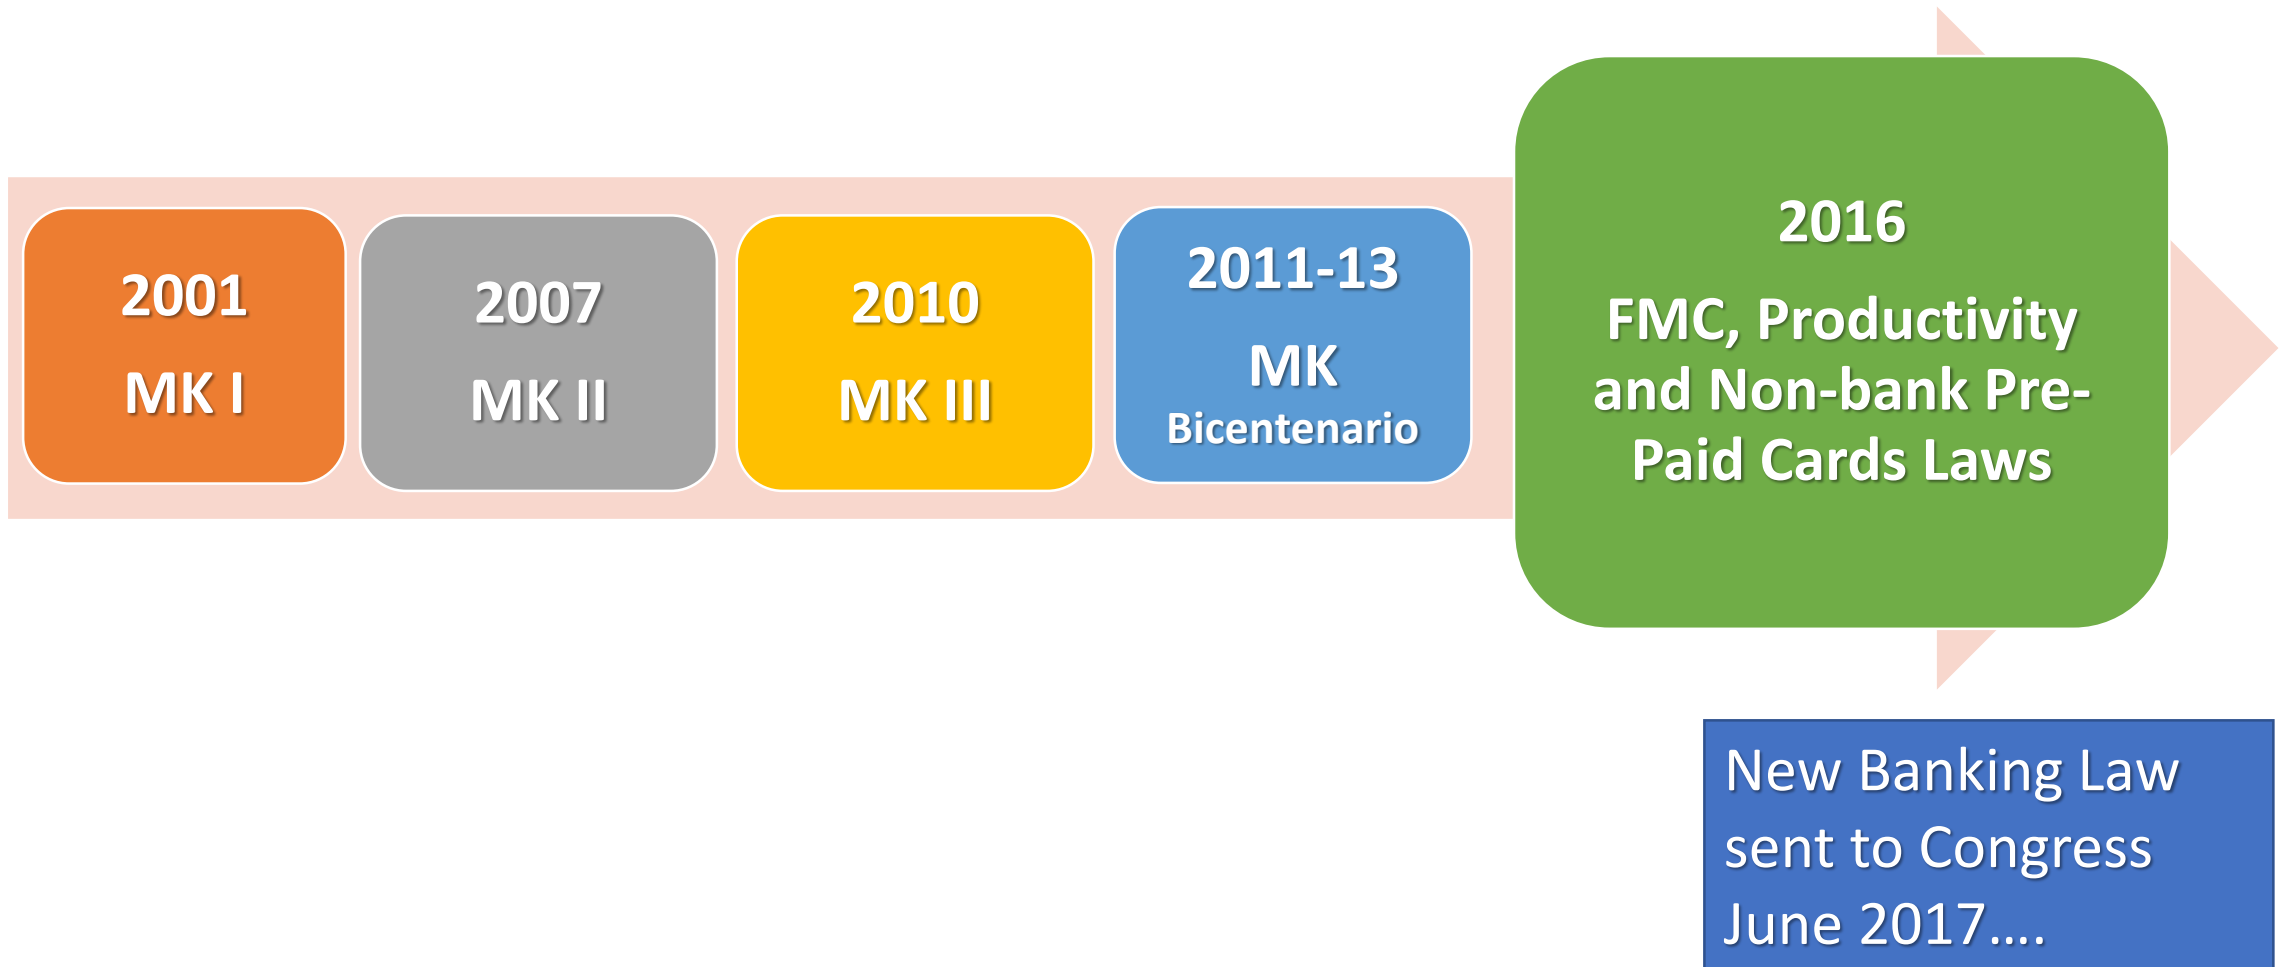 2001
MK I
2007
MK II
2010
MK III
2011-13
MK
Bicentenario
2016
FMC, Productivity
and Non-bank Pre-
Paid Cards Laws
New Banking Law
sent to Congress
June 2017....